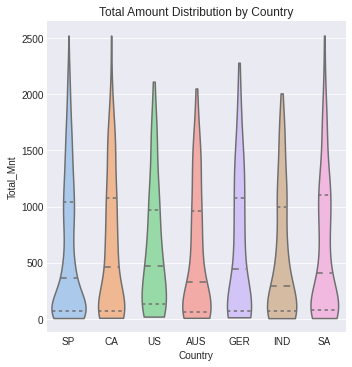 Total Amount Distribution by Country
2500
2000
1500
1000
500
0
Total_Mnt
SP CA US AUS GER IND SA
Country